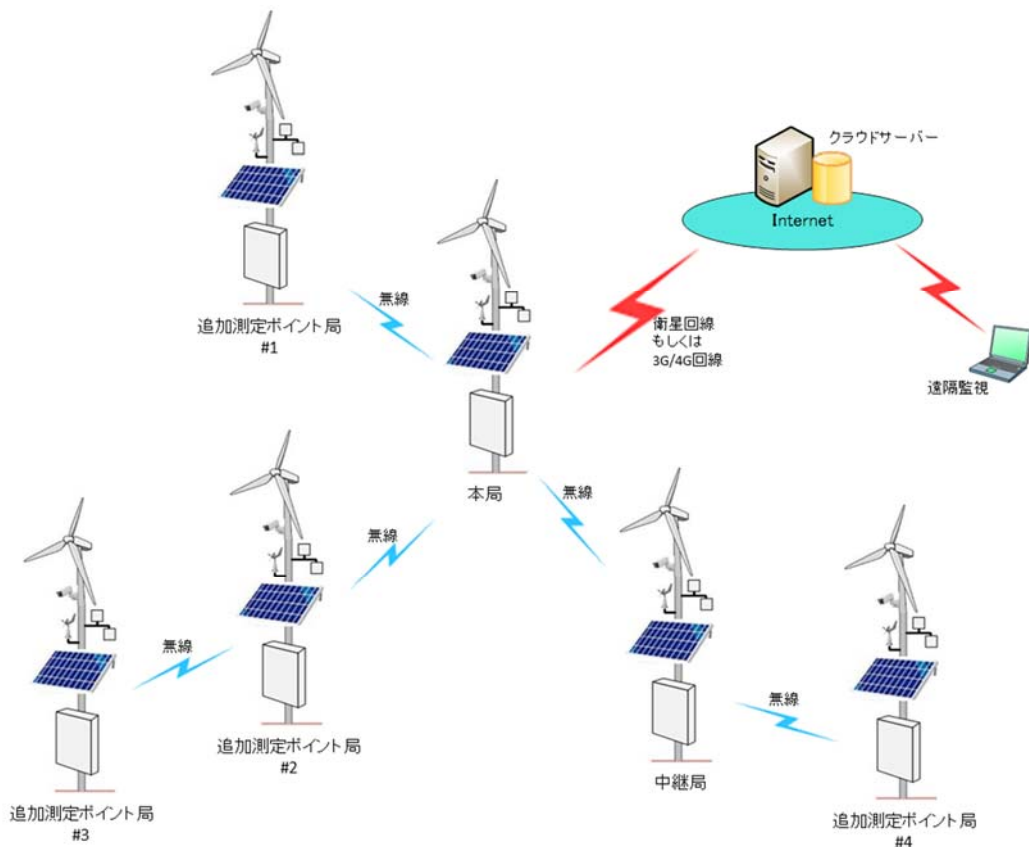 クラウドサーバー
Internet
無線
追加測定ポイント局
#1
衛星回線
もしくは
3G/4G回線
遠隔監視
本局
無線
無線
無線
追加測定ポイント局
#2
無線
中継局
追加測定ポイント局
#3
追加測定ポイント局
#4